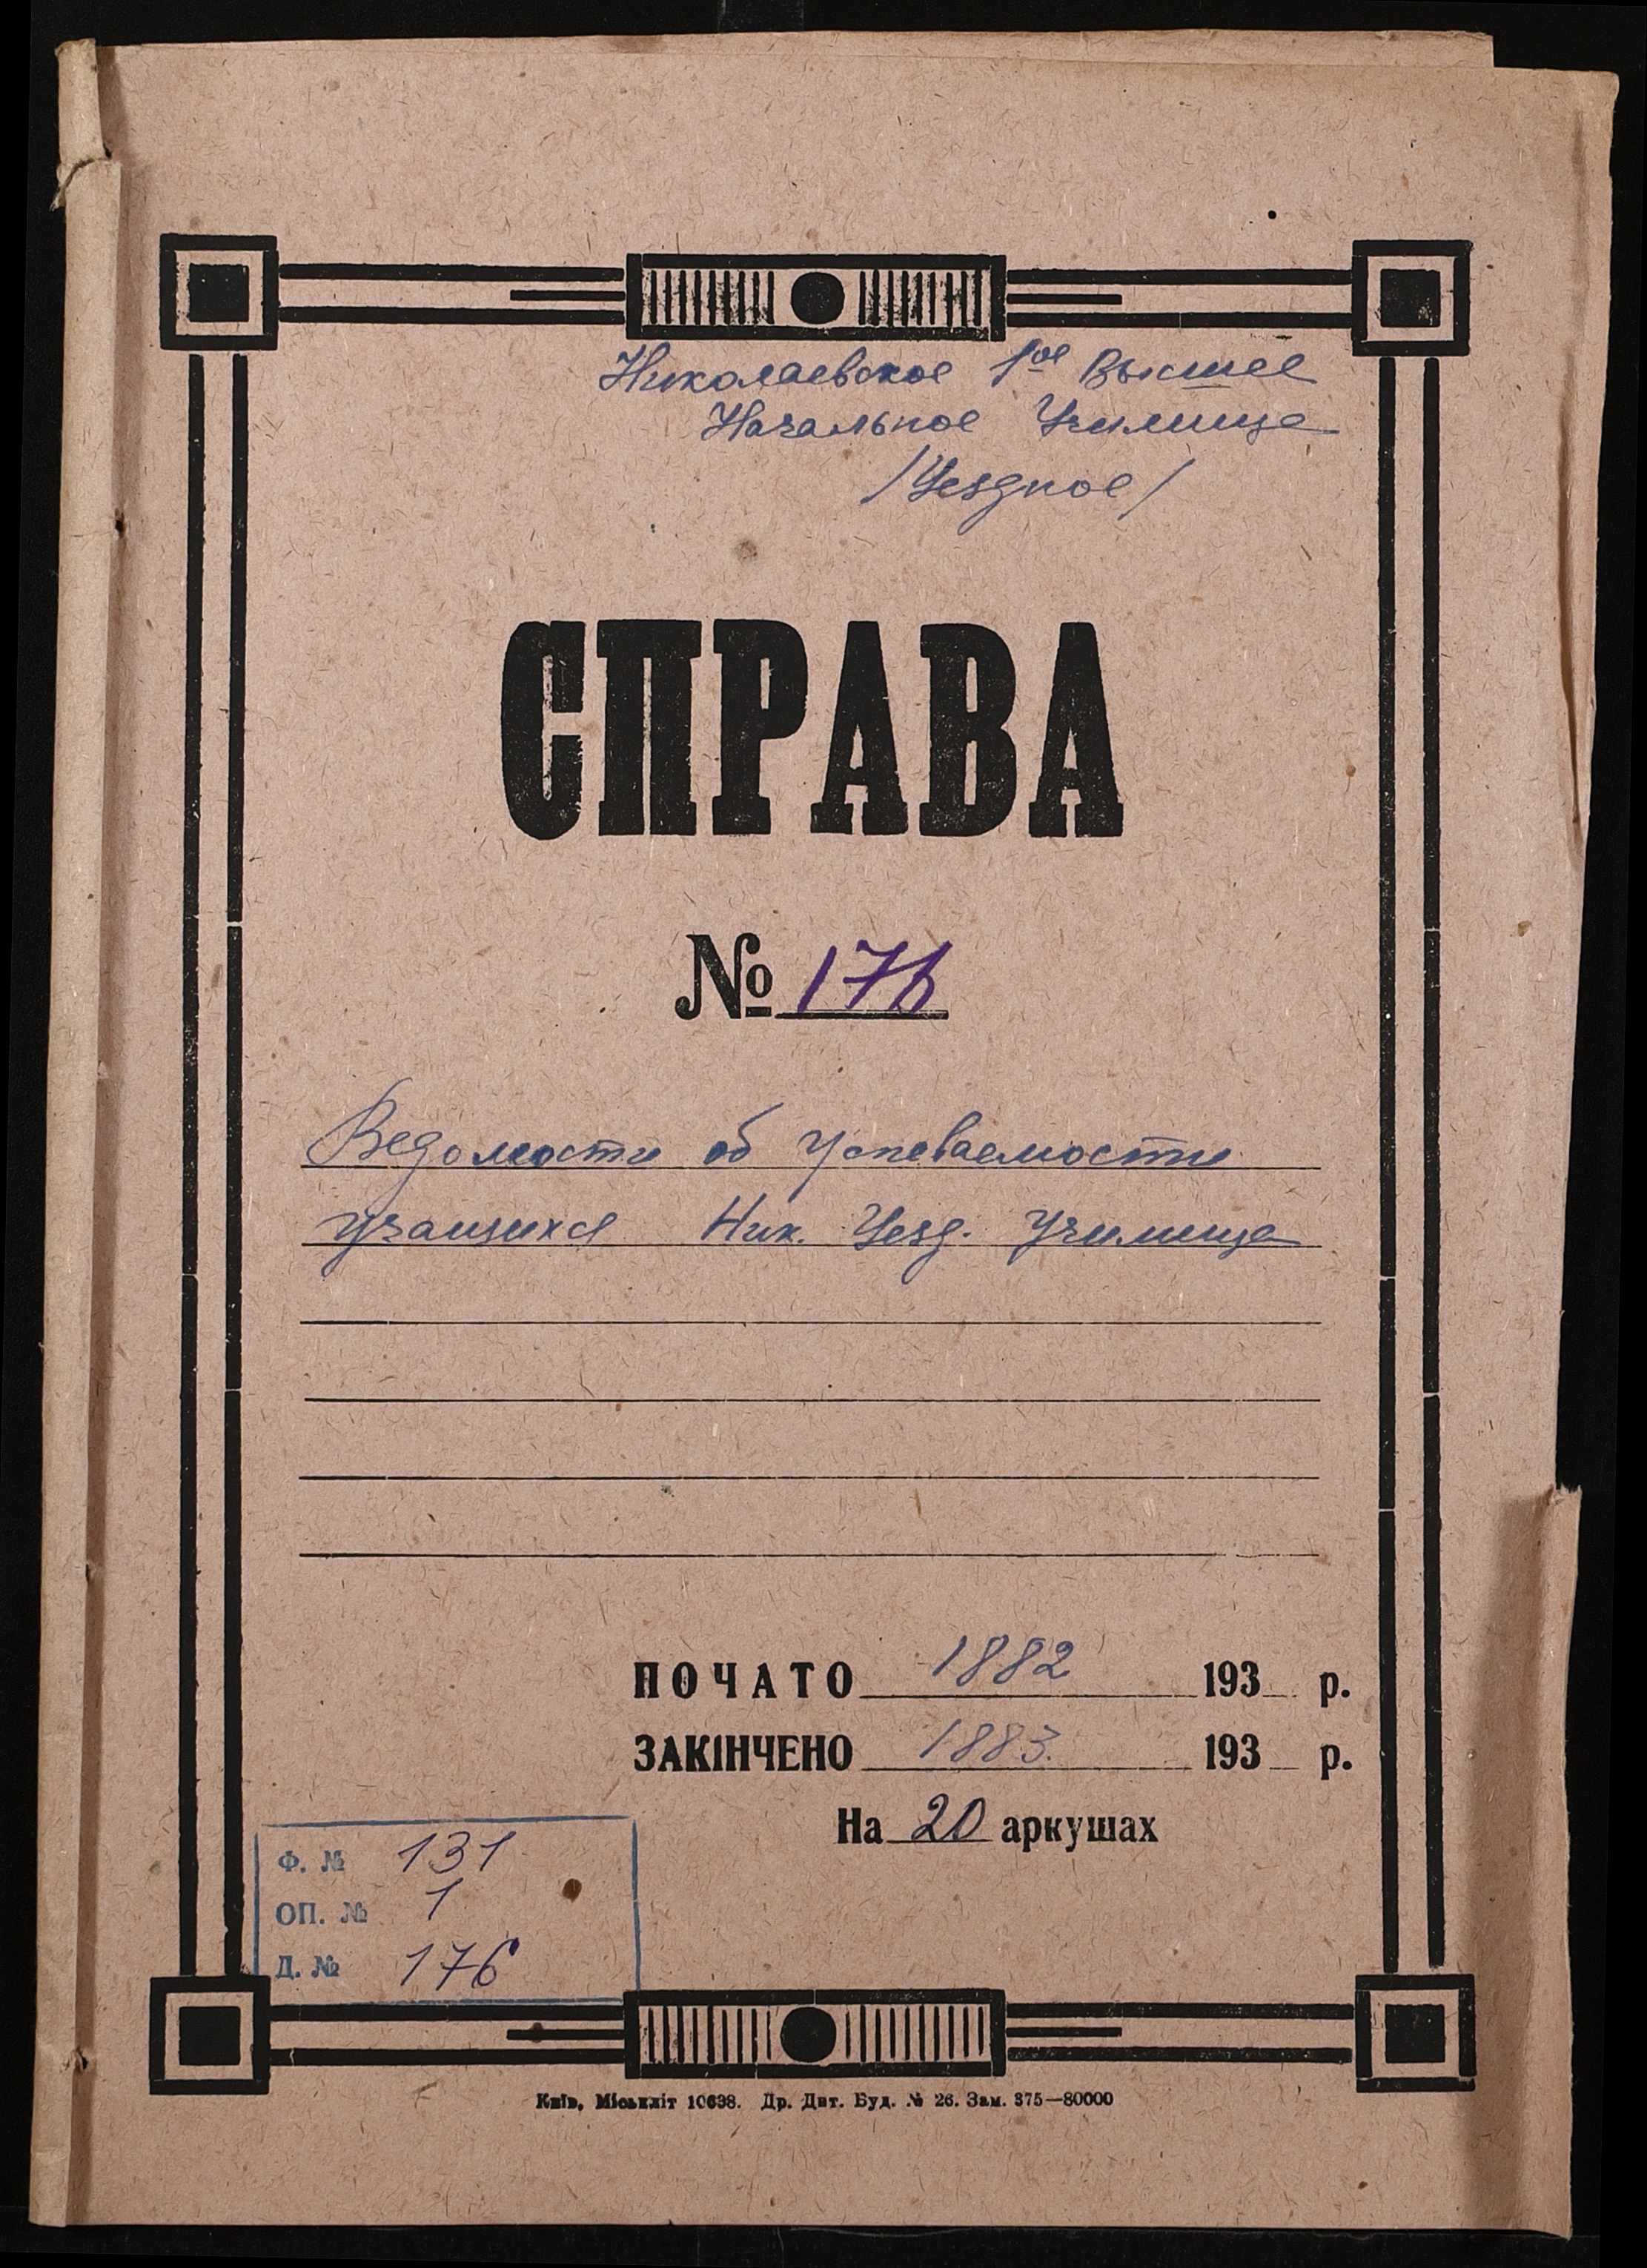 Николаевское 1ое Высшее
Начальное Училище
/Уездное/
СПРАВА
№ 176
Ведомости об успеваемости
учащихся Ник. Уезд. Училища
ПОЧАТО 1882 193 р.
ЗАКІНЧЕНО 1883. 193 р.
На 20 аркушах
Ф. № 131
ОП. № 1
Д. № 176
Київ, Міськліт 10698. Др. Дит. Буд. № 26. Зам. 375—80000